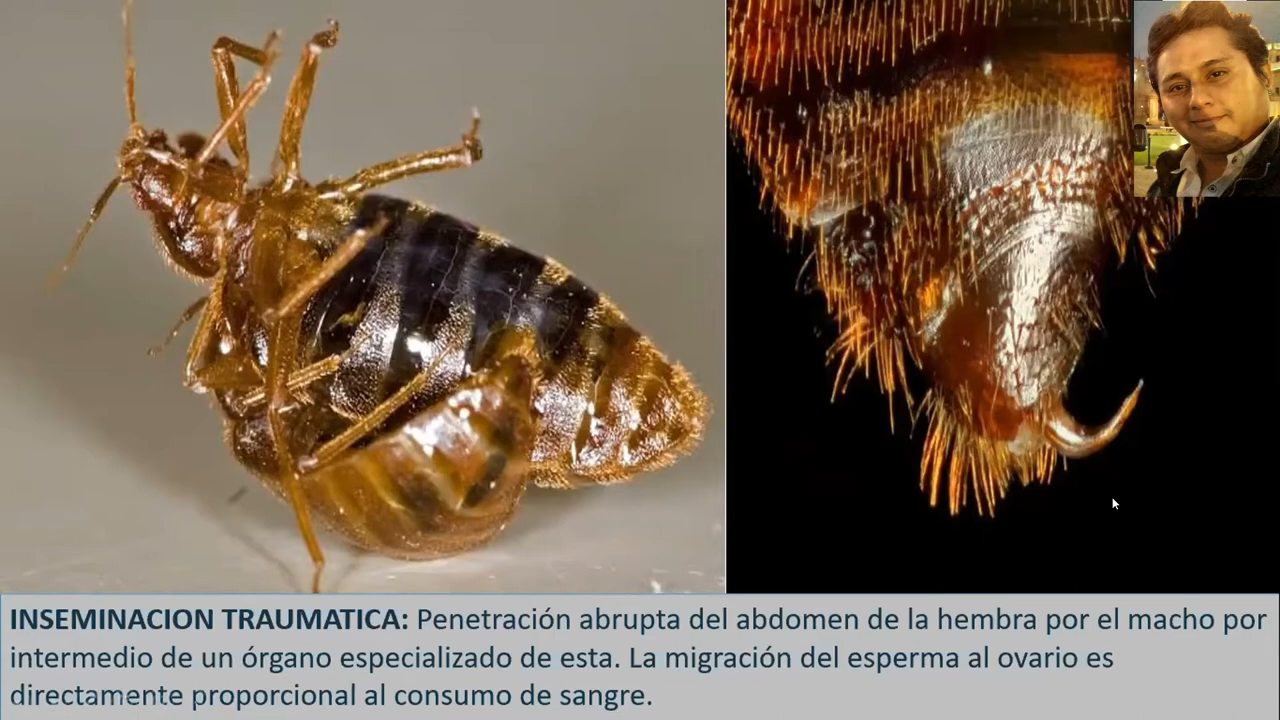 INSEMINACION TRAUMATICA: Penetración abrupta del abdomen de la hembra por el macho por
intermedio de un órgano especializado de esta. La migración del esperma al ovario es
directamente proporcional al consumo de sangre.